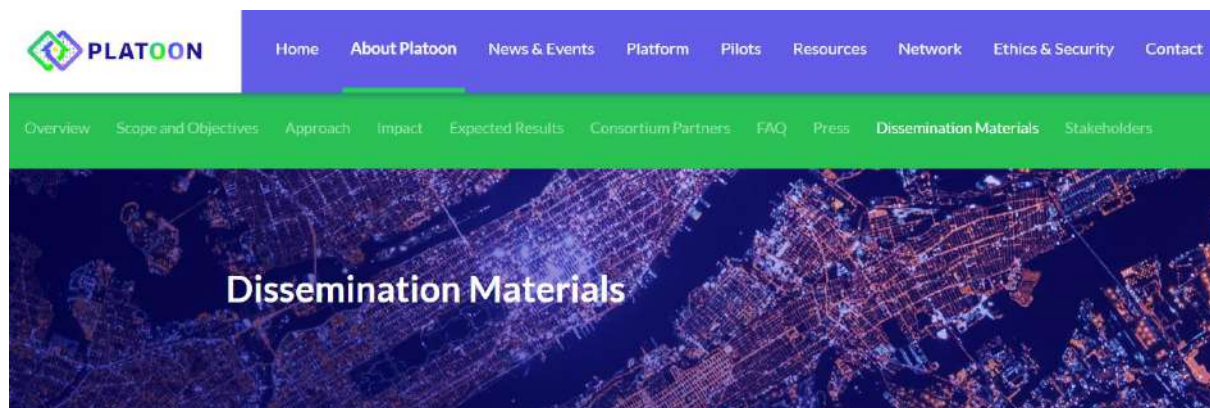 PLATOON Home About Platoon News & Events Platform Pilots Resources Network Ethics & Security Contact
Overview Scope and Objectives Approach Impact Expected Results Consortium Partners FAQ Press Dissemination Materials Stakeholders
Dissemination Materials